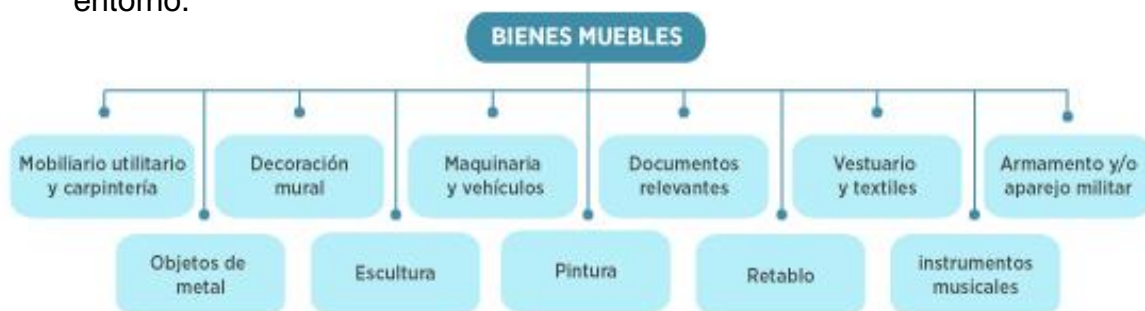 entorno.
BIENES MUEBLES
Mobiliario utilitario
y carpintería
Decoración
mural
Maquinaria
y vehículos
Documentos
relevantes
Vestuario
y textiles
Armamento y/o
aparejo militar
Objetos de
metal
Escultura
Pintura
Retablo
instrumentos
musicales